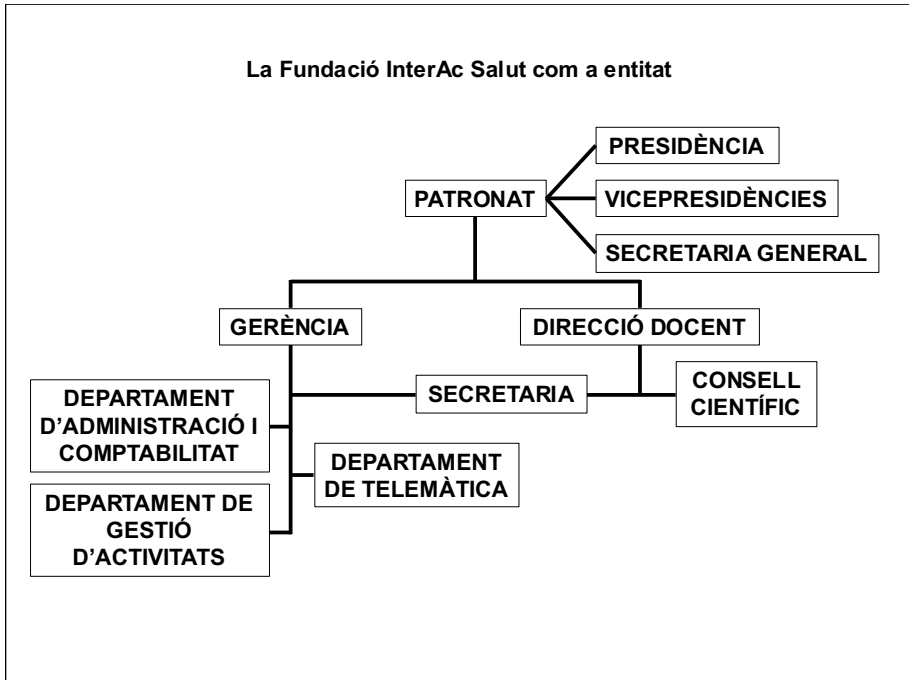 La Fundació InterAc Salut com a entitat
PRESIDÈNCIA
PATRONAT
VICEPRESIDÈNCIES
SECRETARIA GENERAL
GERÈNCIA
DIRECCIÓ DOCENT
DEPARTAMENT
D’ADMINISTRACIÓ I
COMPTABILITAT
SECRETARIA
CONSELL
CIENTÍFIC
DEPARTAMENT
DE TELEMÀTICA
DEPARTAMENT DE
GESTIÓ
D’ACTIVITATS